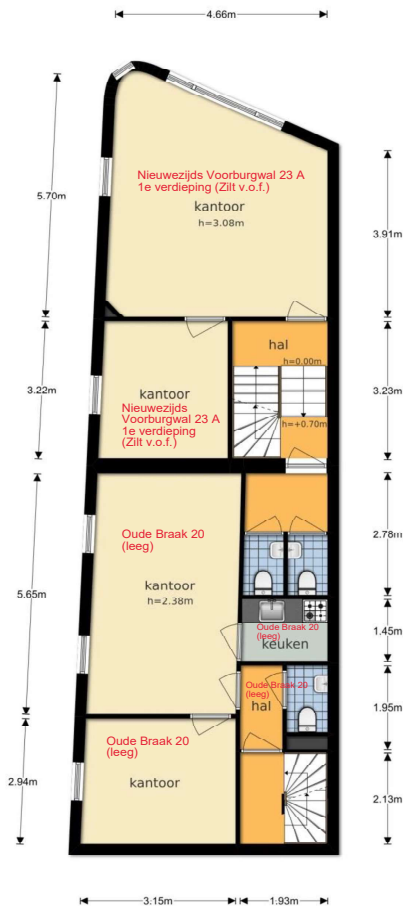 4.66m
Nieuwezijds Voorburgwal 23 A
1e verdieping (Zilt v.o.f.)
kantoor
h=3.08m
5.70m
3.91m
hal
h=0.00m
3.22m
3.23m
kantoor
Nieuwezijds
Voorburgwal 23 A
1e verdieping
(Zilt v.o.f.)
h=+0.70m
Oude Braak 20
(leeg)
2.78m
5.65m
kantoor
h=2.38m
1.45m
Oude Braak 20
(leeg)
keuken
Oude Braak 20
(leeg)
1.95m
hal
Oude Braak 20
(leeg)
2.94m
kantoor
2.13m
3.15m
1.93m